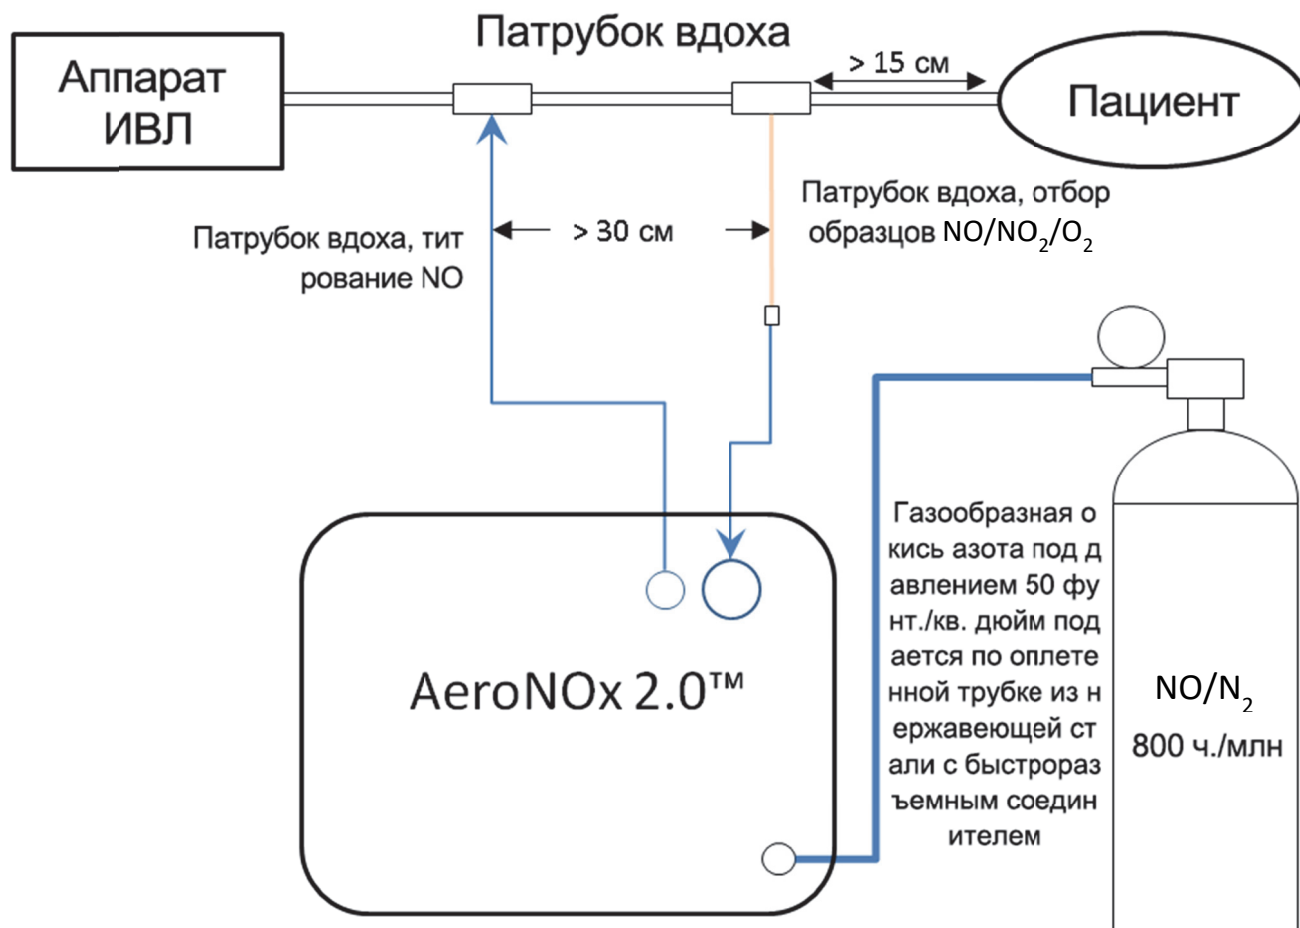 Патрубок вдоха
Аппарат
ИВЛ
> 15 см
Пациент
Патрубок вдоха, тит
рование NO
> 30 см
Патрубок вдоха, отбор
образцов NO/NO₂/O₂
Газообразная о
кись азота под д
авлением 50 фу
нт./кв. дюйм под
ается по оплете
нной трубке из н
ержавеющей ст
али с быстрораз
ъемным соедин
ителем
AeroNOx 2.0™
NO/N₂
800 ч./млн